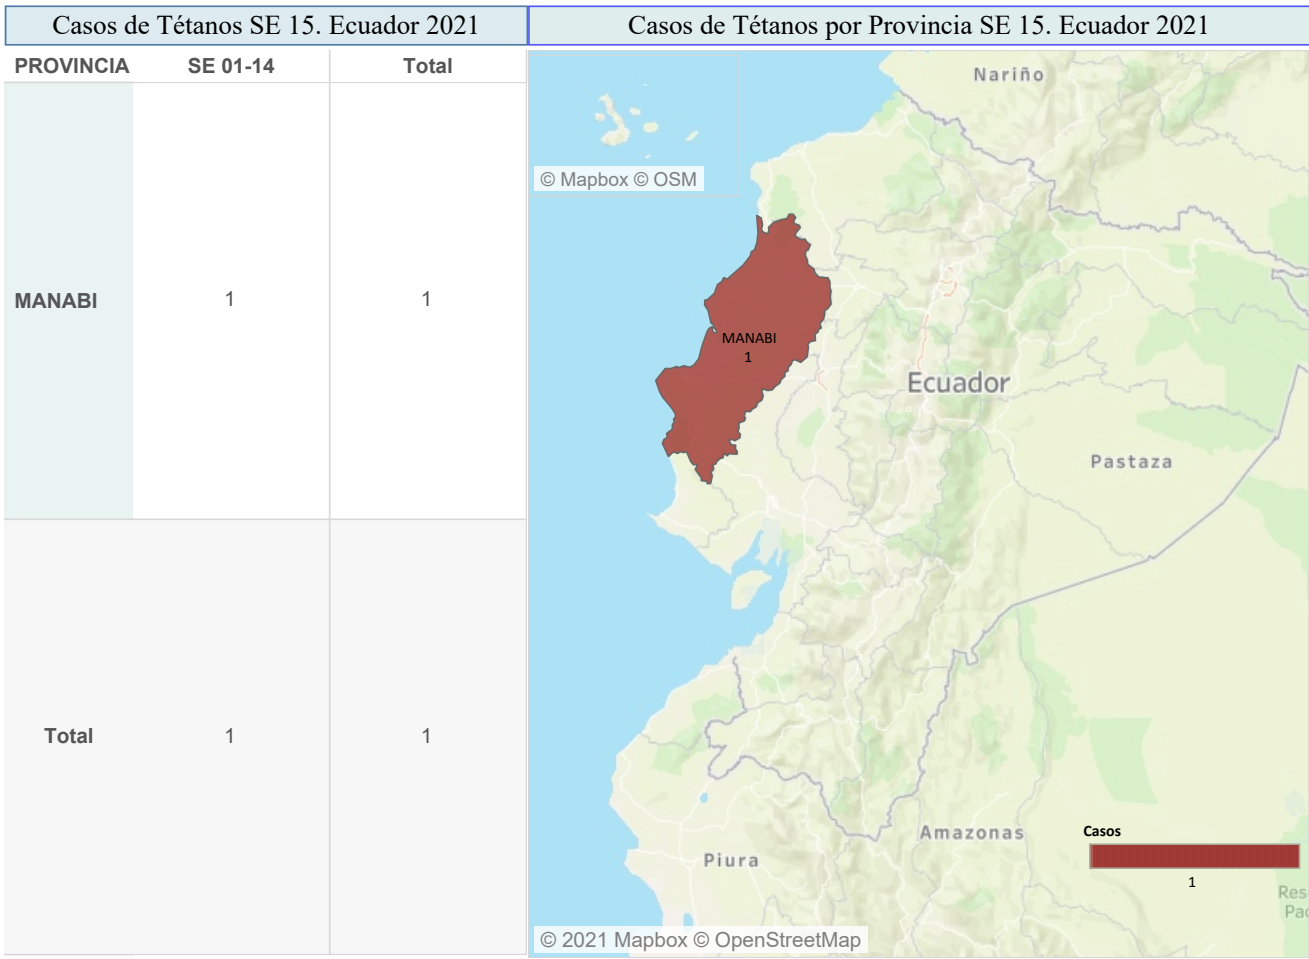 Casos de Tétanos SE 15. Ecuador 2021
PROVINCIA SE 01-14 Total
MANABI 1 1
Total 1 1
Casos de Tétanos por Provincia SE 15. Ecuador 2021
Nariño
© Mapbox © OSM
MANABI
1
Ecuador
Pastaza
Amazonas
Piura
Casos
1
Res
Pac
© 2021 Mapbox © OpenStreetMap